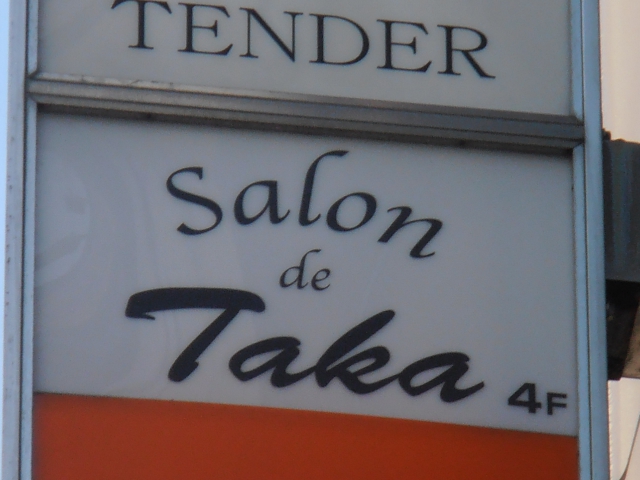 TENDER
Salon
de
Taka 4F